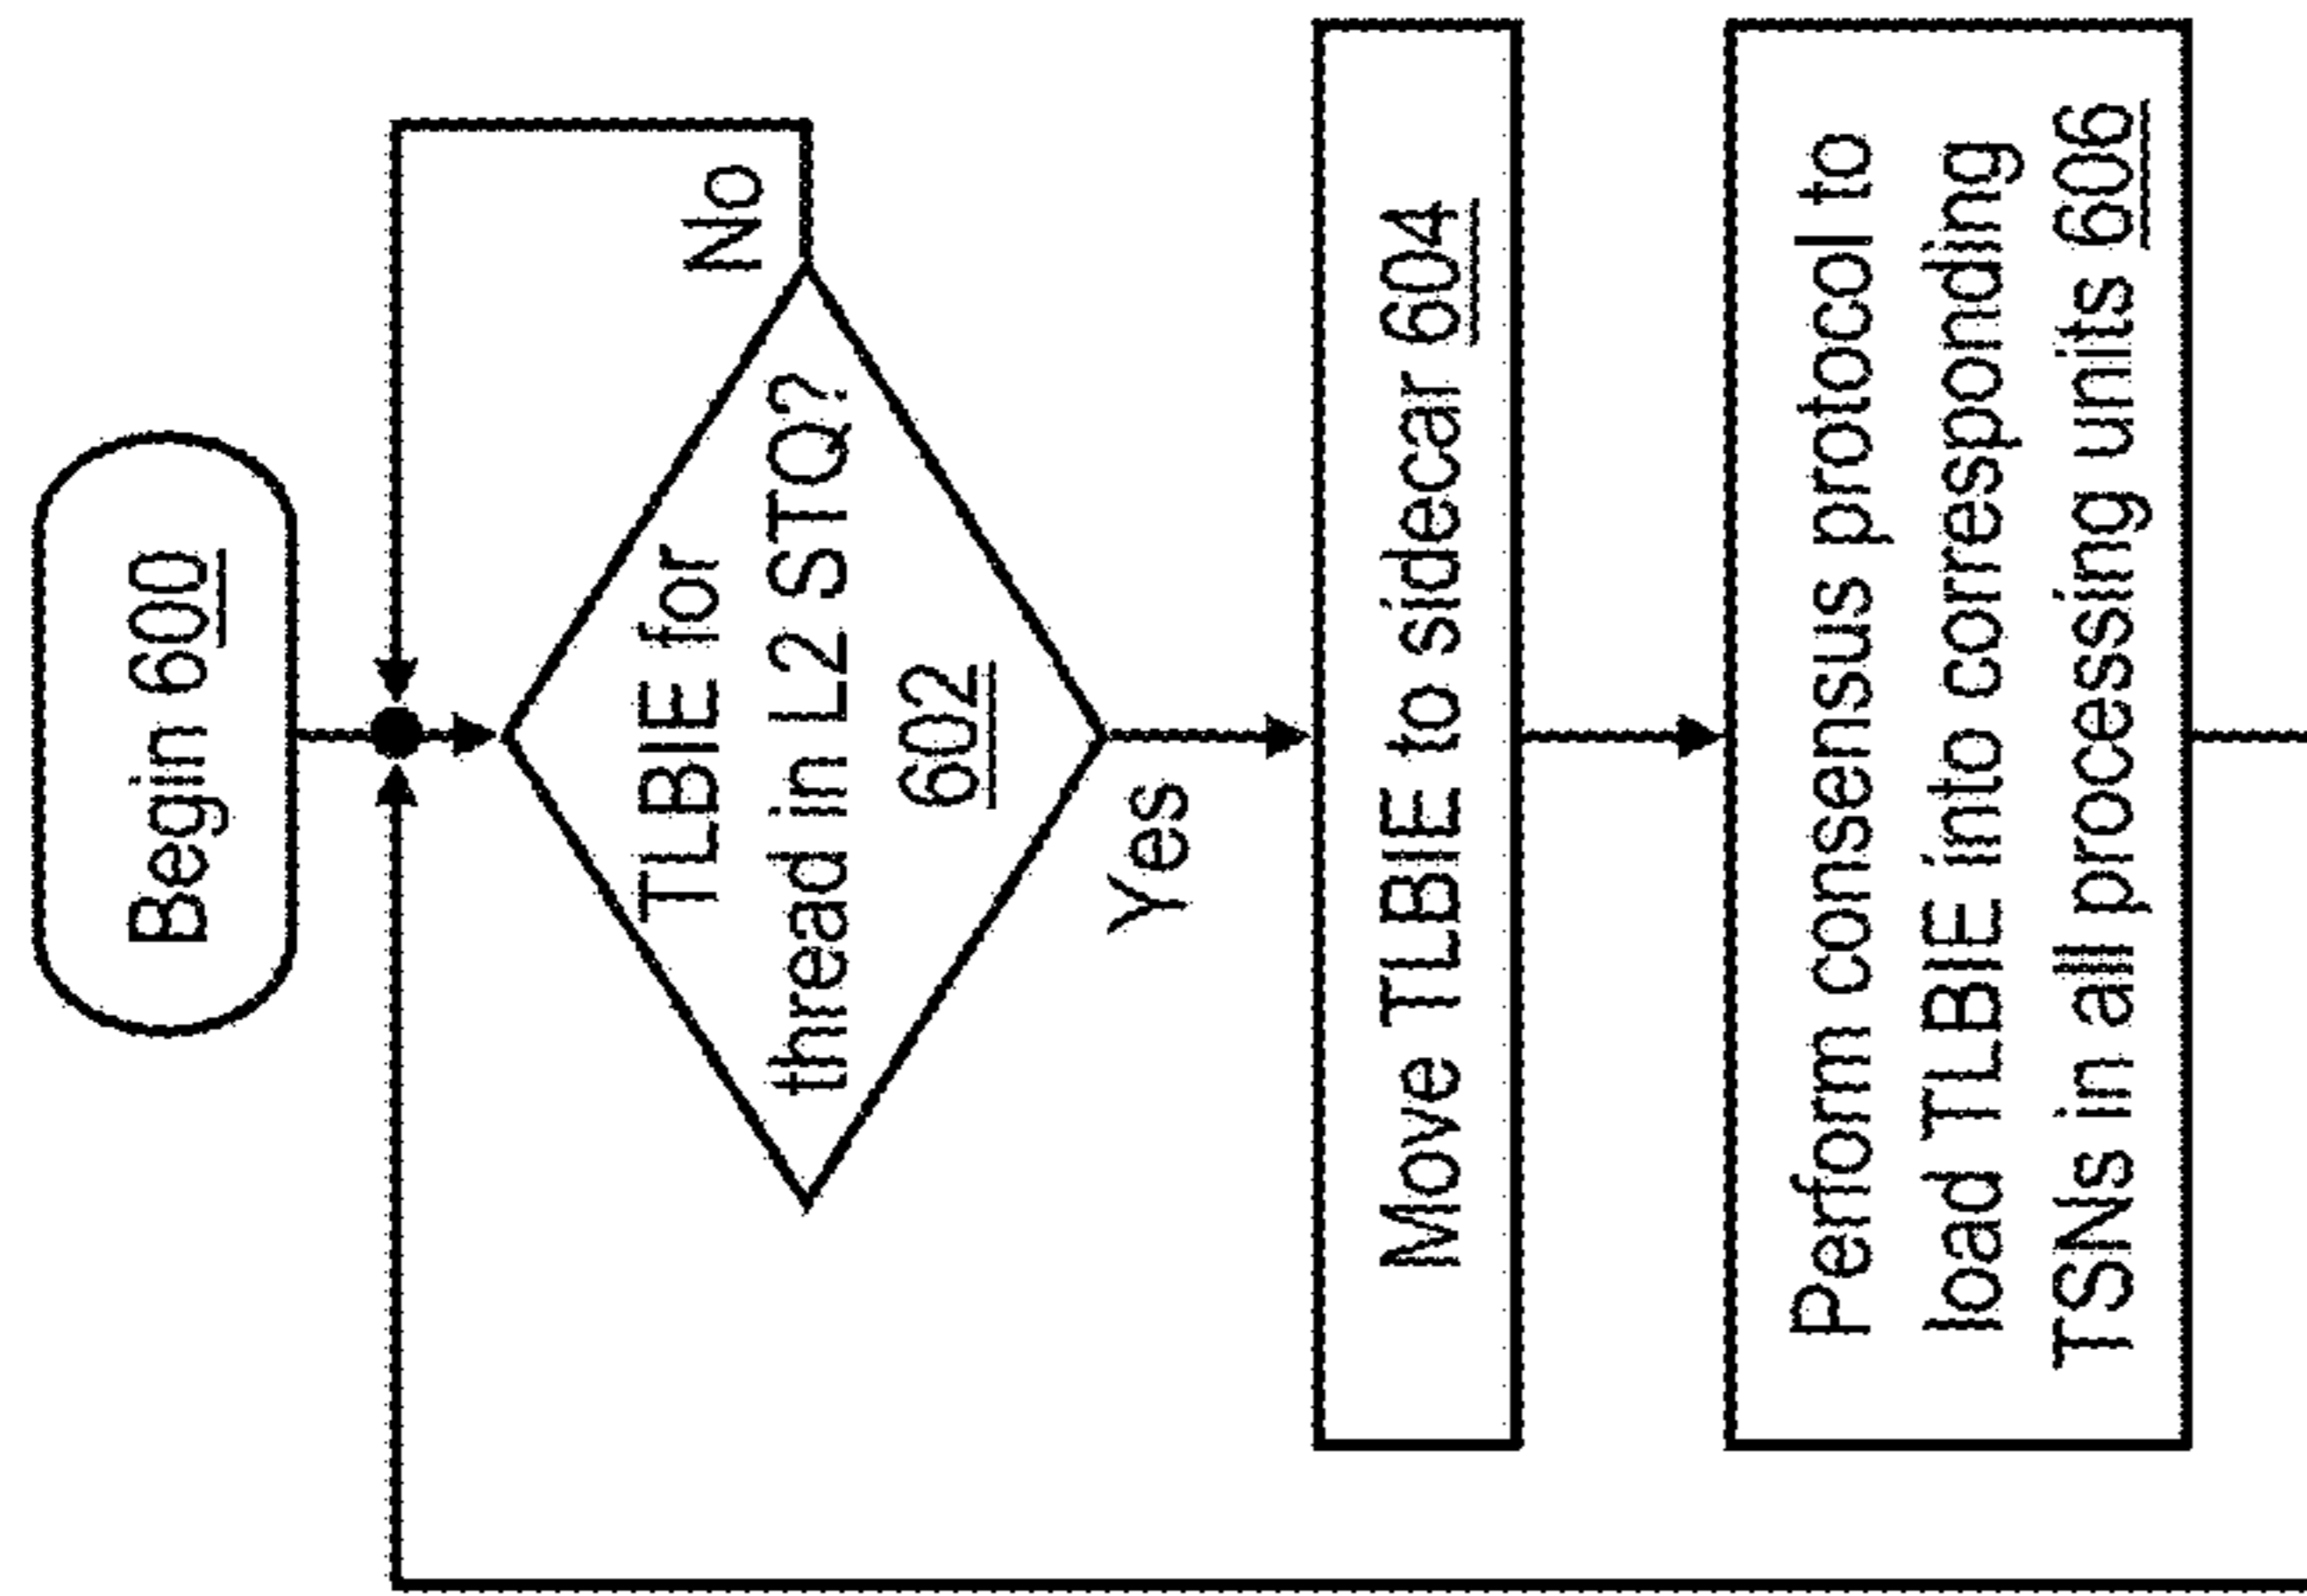 Begin 600
TLBIE for
thread in L2 STQ?
602
No
Yes
Move TLBIE to sidecar 604
Perform consensus protocol to
load TLBIE into corresponding
TSNs in all processing units 606